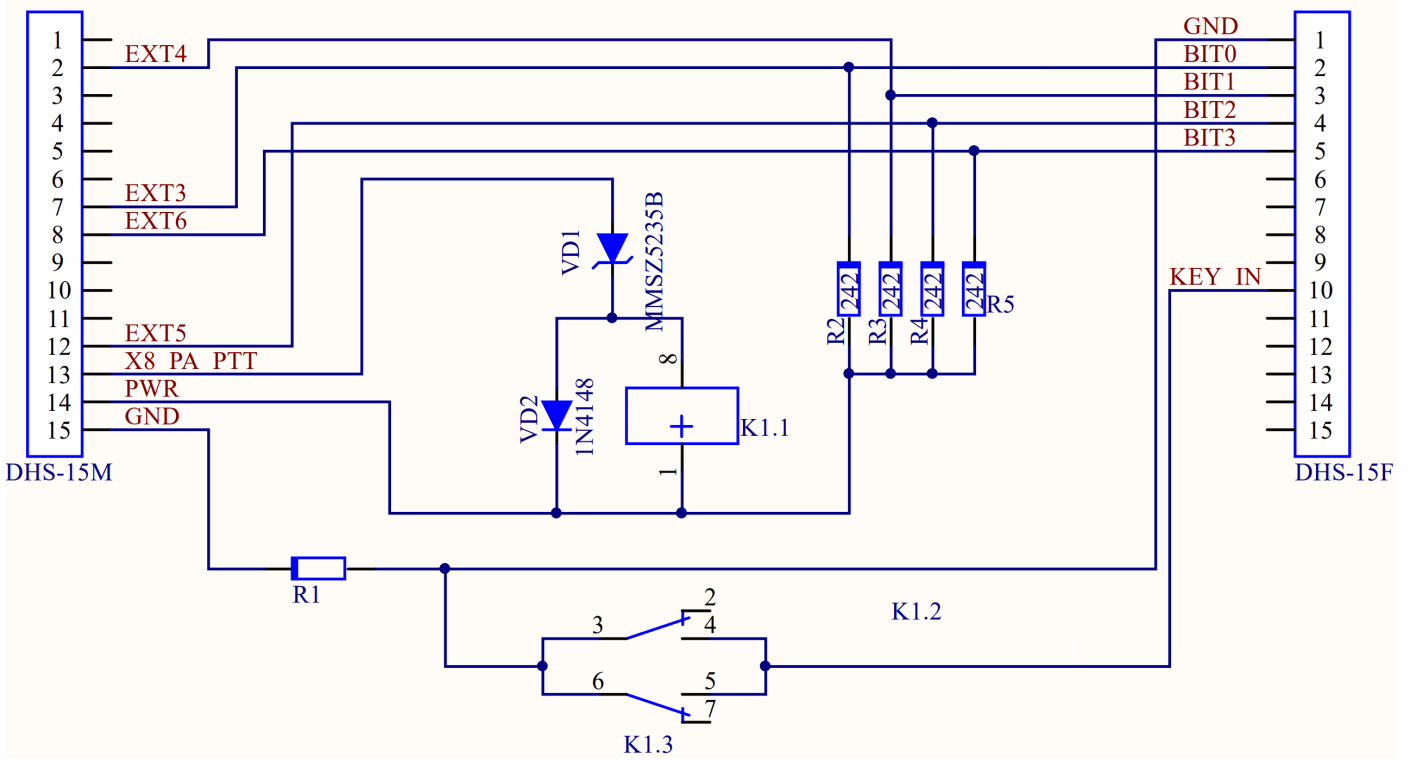 1
EXT4
2
3
4
5
6
EXT3
7
EXT6
8
9
10
11
EXT5
12
X8 PA PTT
13
PWR
14
GND
15
DHS-15M
VD1
MMSZ5235B
VD2
1N4148
8
1
K1.1
242
242
242
242
R2
R3
R4
R5
R1
K1.2
3
2
4
6
5
7
K1.3
GND
1
BIT0
2
BIT1
3
BIT2
4
BIT3
5
6
7
8
9
KEY IN
10
11
12
13
14
15
DHS-15F